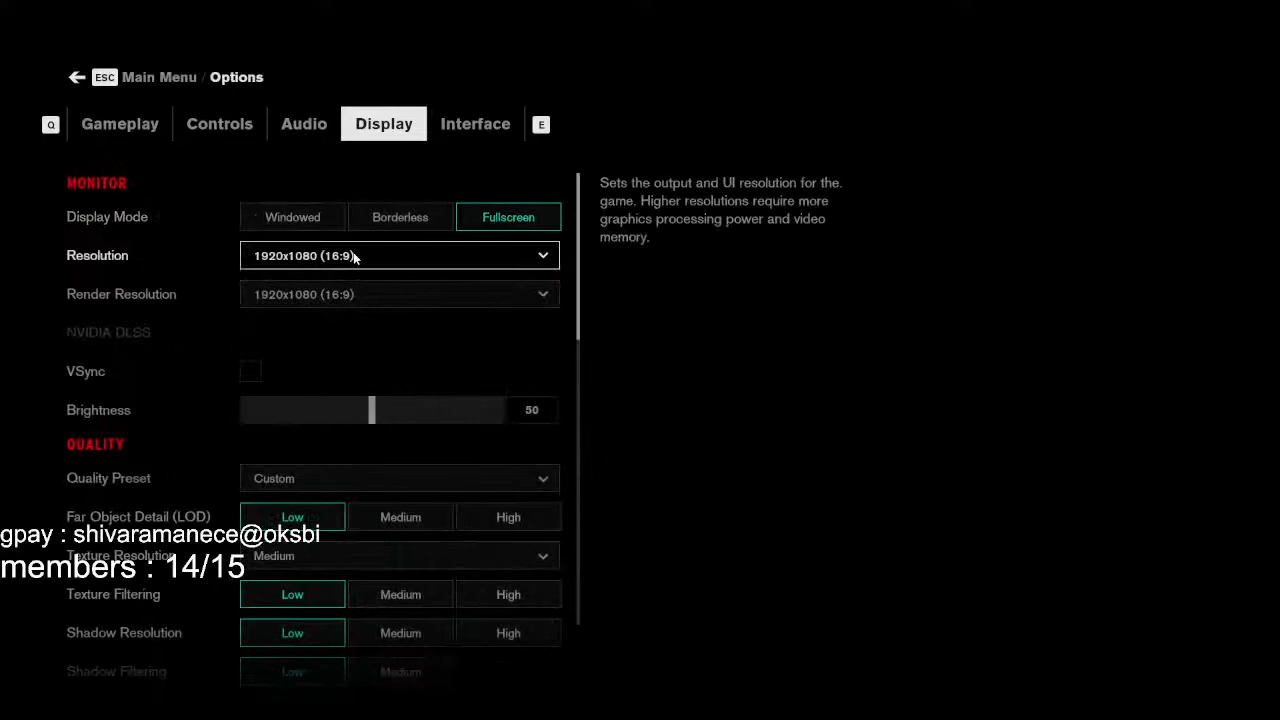 ESC Main Menu / Options
Q Gameplay Controls Audio Display Interface E
MONITOR
Display Mode Windowed Borderless Fullscreen
Resolution 1920x1080 (16:9)
Render Resolution 1920x1080 (16:9)
NVIDIA DLSS
VSync
Brightness 50
QUALITY
Quality Preset Custom
Far Object Detail (LOD) Low Medium High
gpay : shivaramanece@oksbi
Texture Resolution Medium
members : 14/15
Texture Filtering Low Medium High
Shadow Resolution Low Medium High
Shadow Filtering Low Medium
Sets the output and UI resolution for the.
game. Higher resolutions require more
graphics processing power and video
memory.